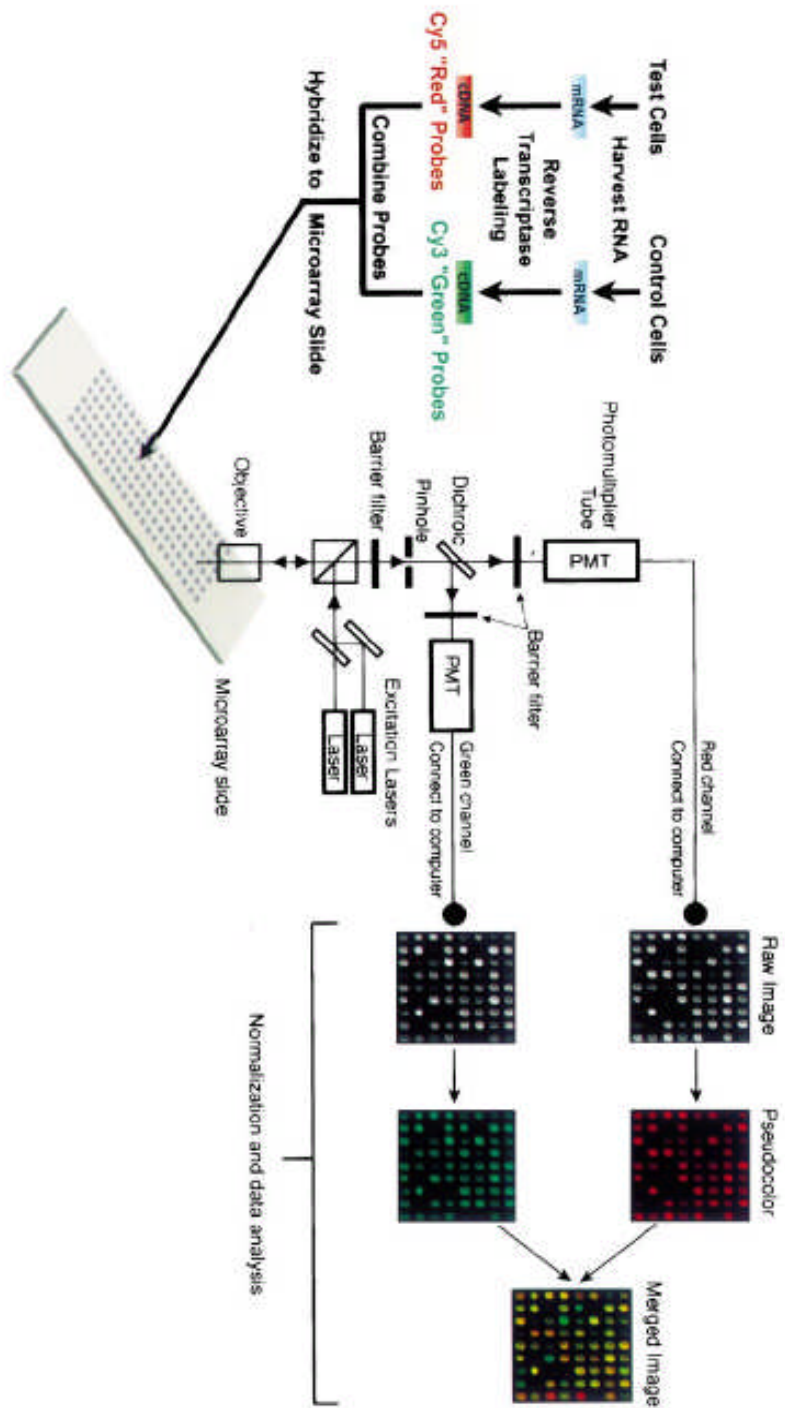 Test Cells
Control Cells
Harvest RNA
mRNA
mRNA
Reverse
Transcriptase
Labeling
cDNA
cDNA
Cy5 "Red" Probes
Cy3 "Green" Probes
Combine Probes
Hybridize to Microarray Slide
Photomultiplier
Tube
PMT
Red channel
Connect to computer
Dichroic
Barrier filter
Pinhole
Barrier filter
PMT
Green channel
Connect to computer
Objective
Excitation Lasers
Laser
Laser
Microarray slide
Raw Image
Pseudocolor
Merged Image
Normalization and data analysis